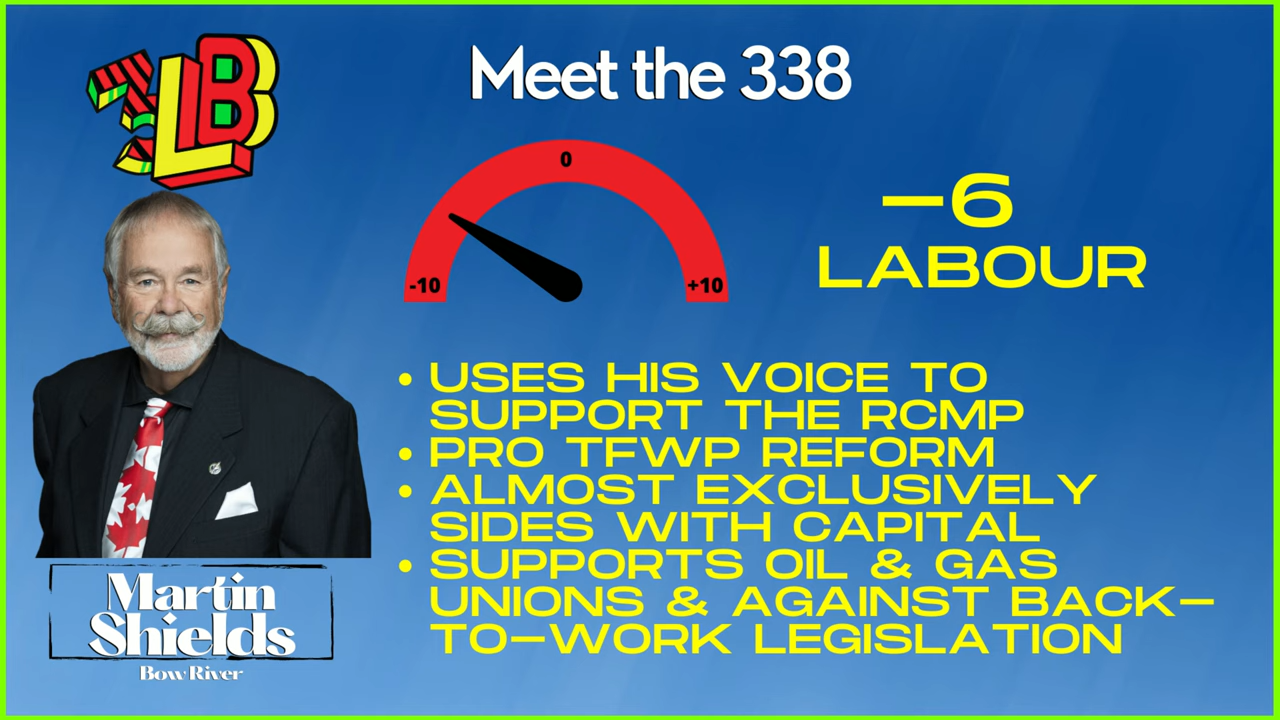 Meet the 338
LB
0
-10
+10
-6
LABOUR
• USES HIS VOICE TO
SUPPORT THE RCMP
• PRO TFWP REFORM
• ALMOST EXCLUSIVELY
SIDES WITH CAPITAL
• SUPPORTS OIL & GAS
UNIONS & AGAINST BACK-
TO-WORK LEGISLATION
Martin
Shields
Bow River